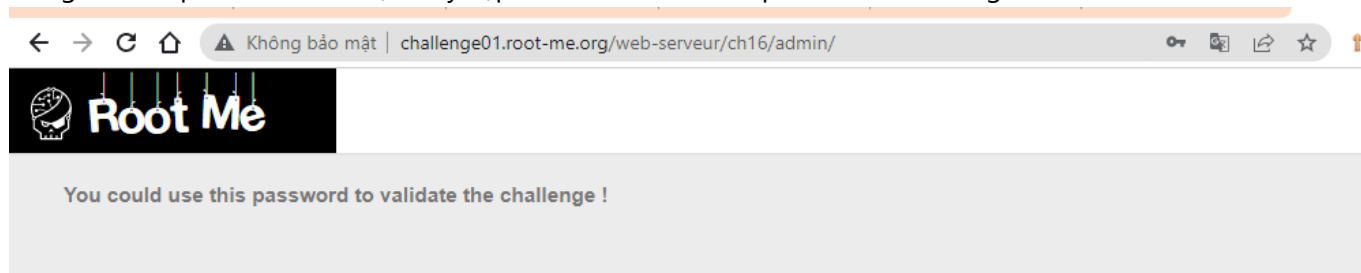 Không bảo mật | challenge01.root-me.org/web-serveur/ch16/admin/
Root Me
You could use this password to validate the challenge !